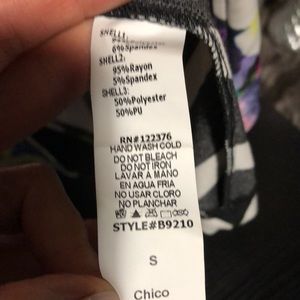 SHELL1:
6%Spandex
SHELL2:
95%Rayon
5%Spandex
SHELL3:
50%Polyester
50%PU
RN#122376
HAND WASH COLD
DO NOT BLEACH
DO NOT IRON
LAVAR A MANO
EN AGUA FRIA
NO USAR CLORO
NO PLANCHAR
STYLE#B9210
S
Chico